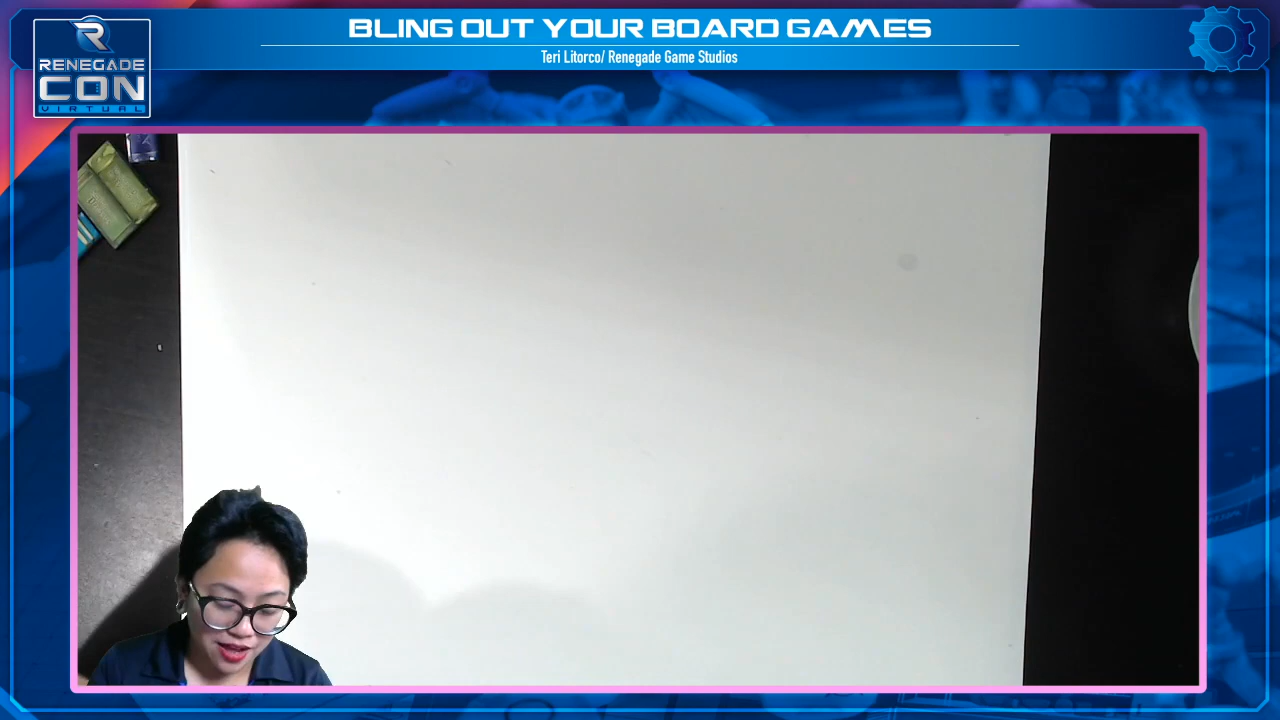 BLING OUT YOUR BOARD GAMES
Teri Litorco/ Renegade Game Studios
R
RENEGADE
CON
VIRTUAL